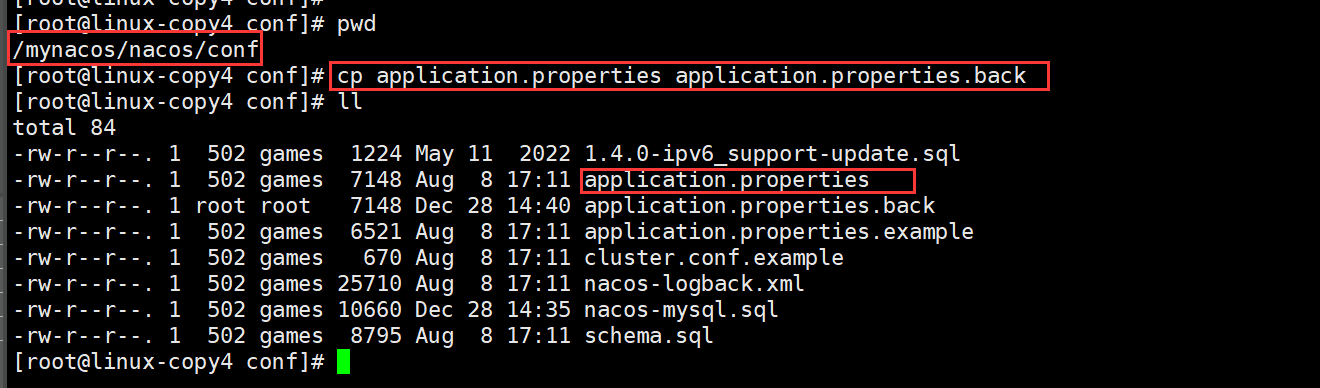 [root@linux-copy4 conf]# pwd
/mynacos/nacos/conf
[root@linux-copy4 conf]# cp application.properties application.properties.back
[root@linux-copy4 conf]# ll
total 84
-rw-r--r--. 1  502 games  1224 May 11  2022 1.4.0-ipv6_support-update.sql
-rw-r--r--. 1  502 games  7148 Aug  8 17:11 application.properties
-rw-r--r--. 1 root root   7148 Dec 28 14:40 application.properties.back
-rw-r--r--. 1  502 games  6521 Aug  8 17:11 application.properties.example
-rw-r--r--. 1  502 games   670 Aug  8 17:11 cluster.conf.example
-rw-r--r--. 1  502 games 25710 Aug  8 17:11 nacos-logback.xml
-rw-r--r--. 1  502 games 10660 Dec 28 14:35 nacos-mysql.sql
-rw-r--r--. 1  502 games  8795 Aug  8 17:11 schema.sql
[root@linux-copy4 conf]#